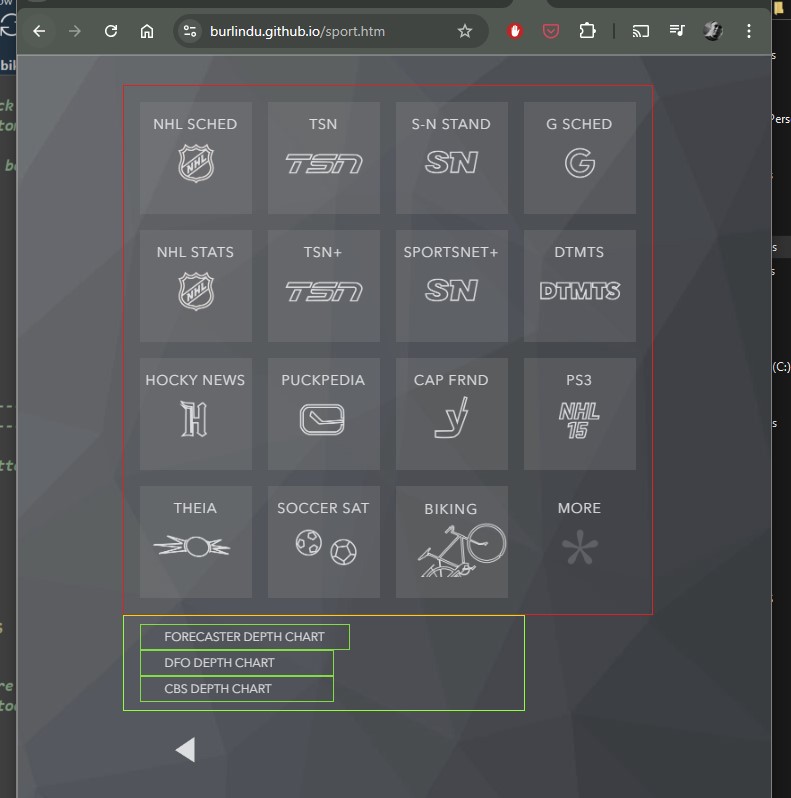 burlindu.github.io/sport.htm
NHL SCHED
TSN
S-N STAND
G SCHED
NHL
TSN
SN
G
NHL STATS
TSN+
SPORTSNET+
DTMTS
NHL
TSN
SN
DTMTS
HOCKY NEWS
PUCKPEDIA
CAP FRND
PS3
H
NHL
15
THEIA
SOCCER SAT
BIKING
MORE
FORECASTER DEPTH CHART
DFO DEPTH CHART
CBS DEPTH CHART
(C:)